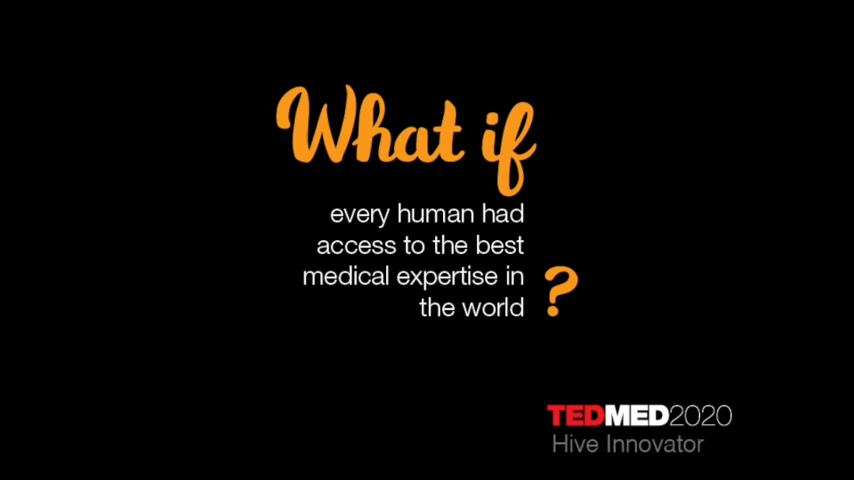 What if
every human had
access to the best
medical expertise in
the world ?
TEDMED2020
Hive Innovator